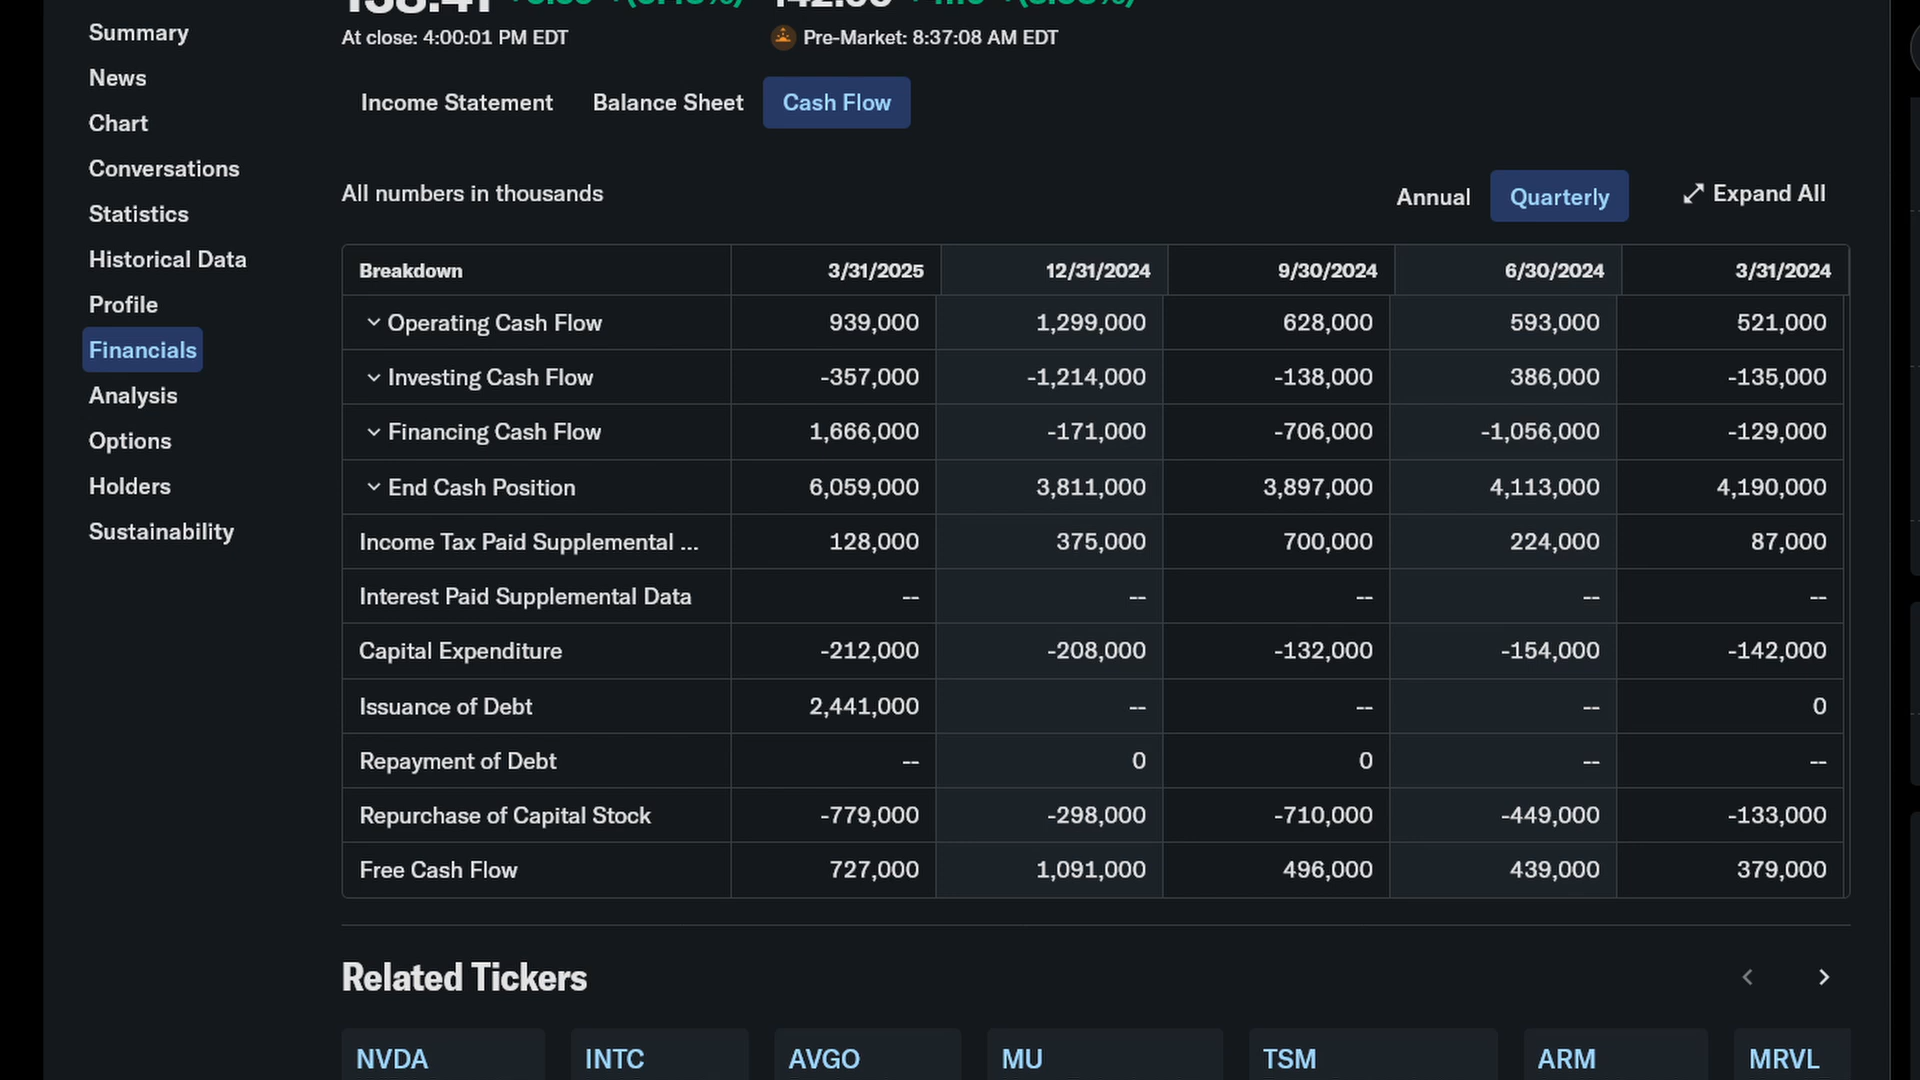 Summary
News
Chart
Conversations
Statistics
Historical Data
Profile
Financials
Analysis
Options
Holders
Sustainability
At close: 4:00:01 PM EDT
Pre-Market: 8:37:08 AM EDT
Income Statement Balance Sheet Cash Flow
All numbers in thousands
Annual Quarterly Expand All
Breakdown 3/31/2025 12/31/2024 9/30/2024 6/30/2024 3/31/2024
Operating Cash Flow 939,000 1,299,000 628,000 593,000 521,000
Investing Cash Flow -357,000 -1,214,000 -138,000 386,000 -135,000
Financing Cash Flow 1,666,000 -171,000 -706,000 -1,056,000 -129,000
End Cash Position 6,059,000 3,811,000 3,897,000 4,113,000 4,190,000
Income Tax Paid Supplemental ... 128,000 375,000 700,000 224,000 87,000
Interest Paid Supplemental Data -- -- -- -- --
Capital Expenditure -212,000 -208,000 -132,000 -154,000 -142,000
Issuance of Debt 2,441,000 -- -- -- 0
Repayment of Debt -- 0 0 -- --
Repurchase of Capital Stock -779,000 -298,000 -710,000 -449,000 -133,000
Free Cash Flow 727,000 1,091,000 496,000 439,000 379,000
Related Tickers
NVDA INTC AVGO MU TSM ARM MRVL